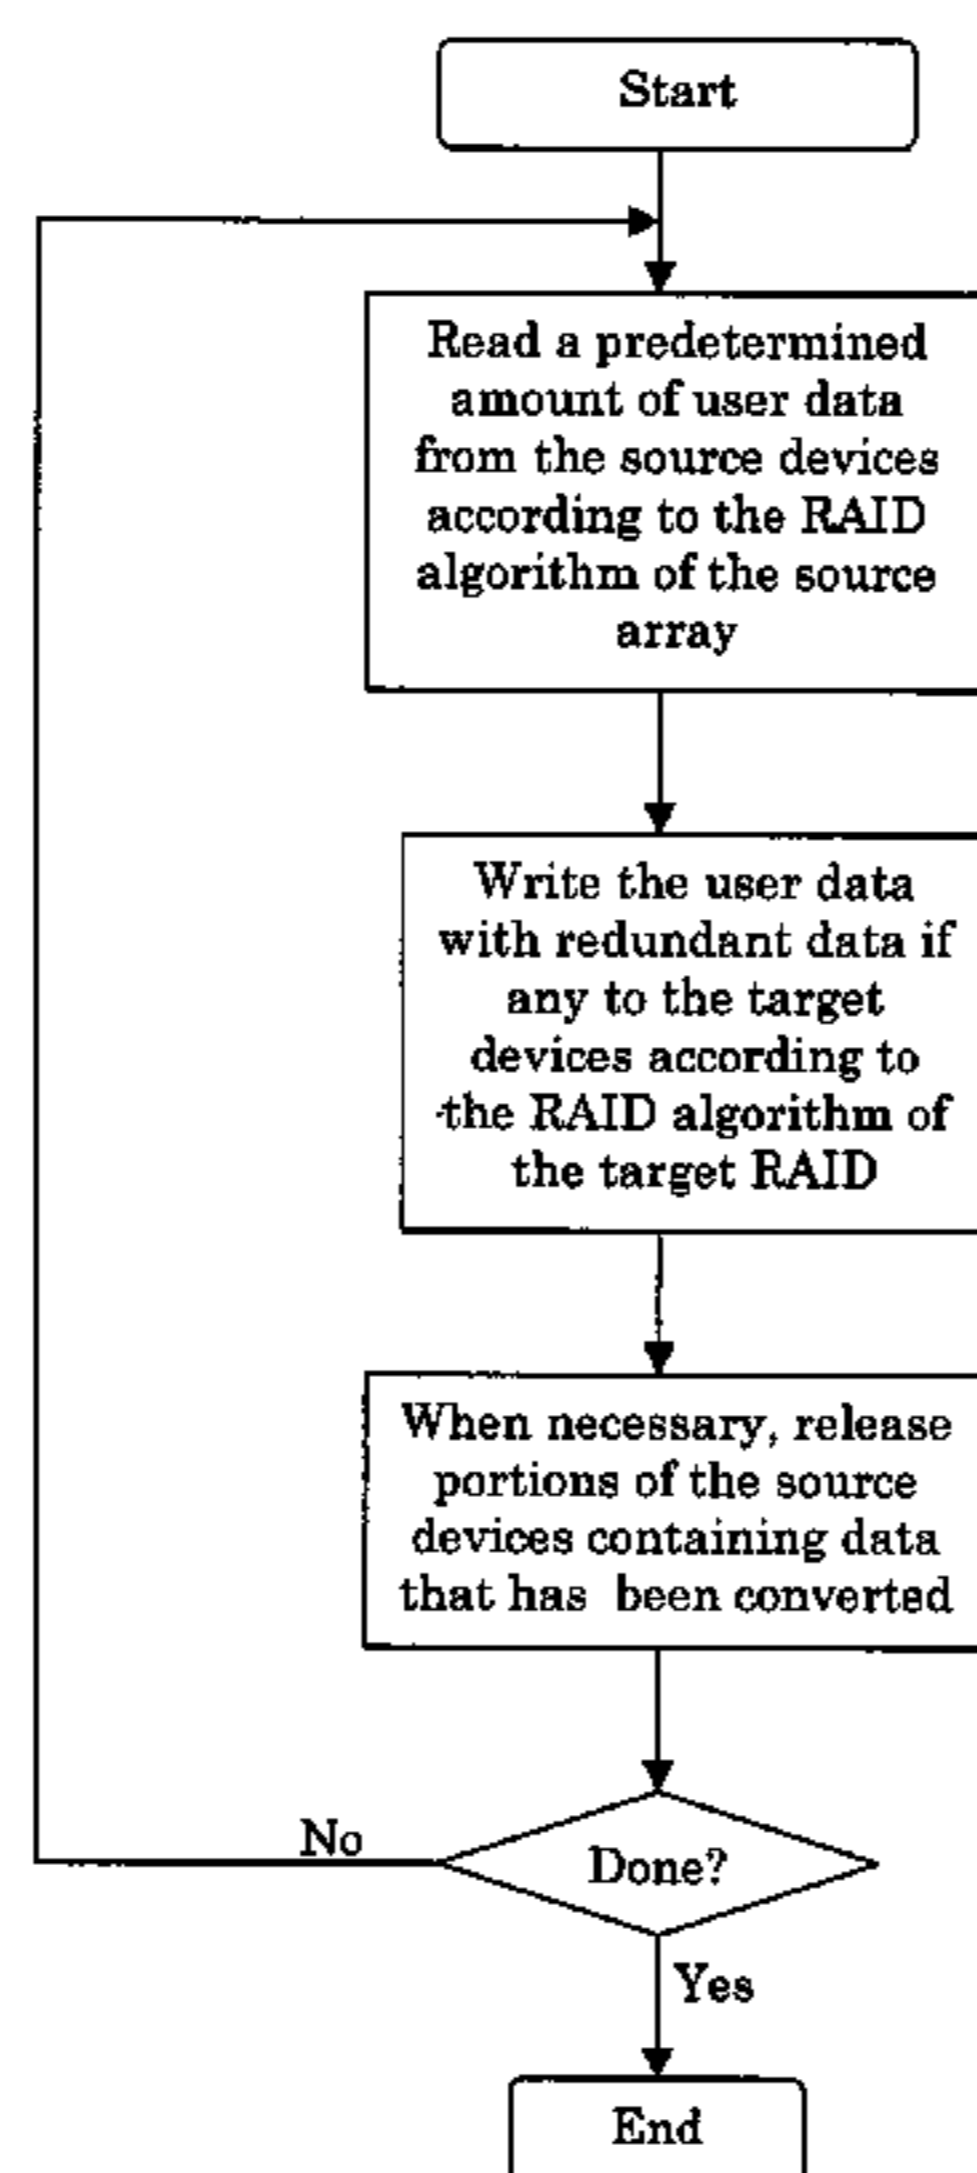 Start
Read a predetermined
amount of user data
from the source devices
according to the RAID
algorithm of the source
array
Write the user data
with redundant data if
any to the target
devices according to
the RAID algorithm of
the target RAID
When necessary, release
portions of the source
devices containing data
that has been converted
No
Done?
Yes
End